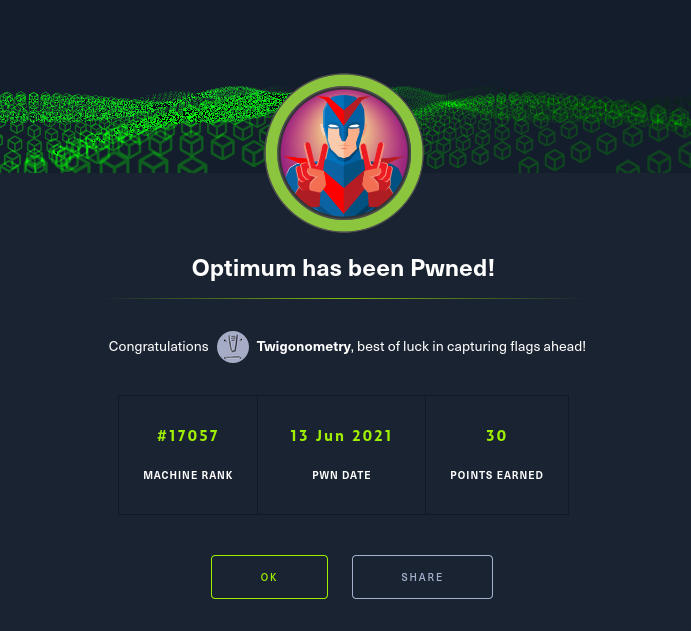 Optimum has been Pwned!
Congratulations Twigonometry, best of luck in capturing flags ahead!
#17057 13 Jun 2021 30
MACHINE RANK PWN DATE POINTS EARNED
OK SHARE